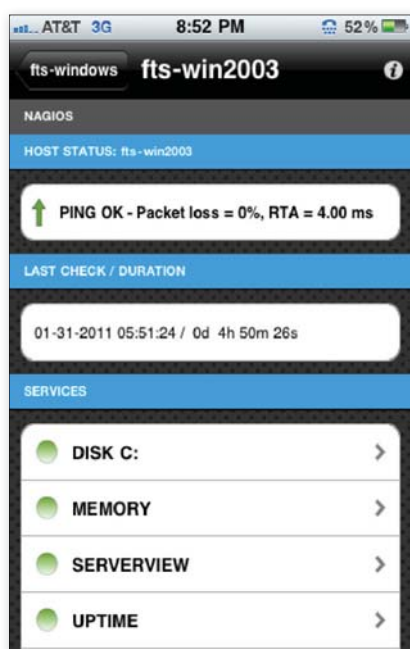 AT&T 3G 8:52 PM 52%
fts-windows fts-win2003
NAGIOS
HOST STATUS: fts-win2003
PING OK - Packet loss = 0%, RTA = 4.00 ms
LAST CHECK / DURATION
01-31-2011 05:51:24 / 0d 4h 50m 26s
SERVICES
DISK C:
MEMORY
SERVERVIEW
UPTIME